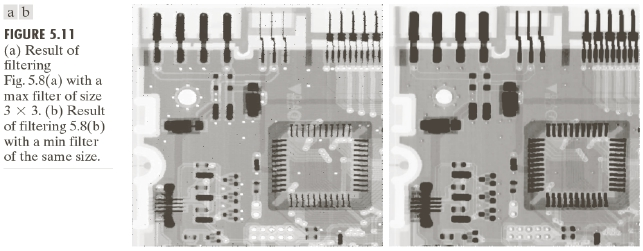 a b
FIGURE 5.11
(a) Result of
filtering
Fig. 5.8(a) with a
max filter of size
3 × 3. (b) Result
of filtering 5.8(b)
with a min filter
of the same size.